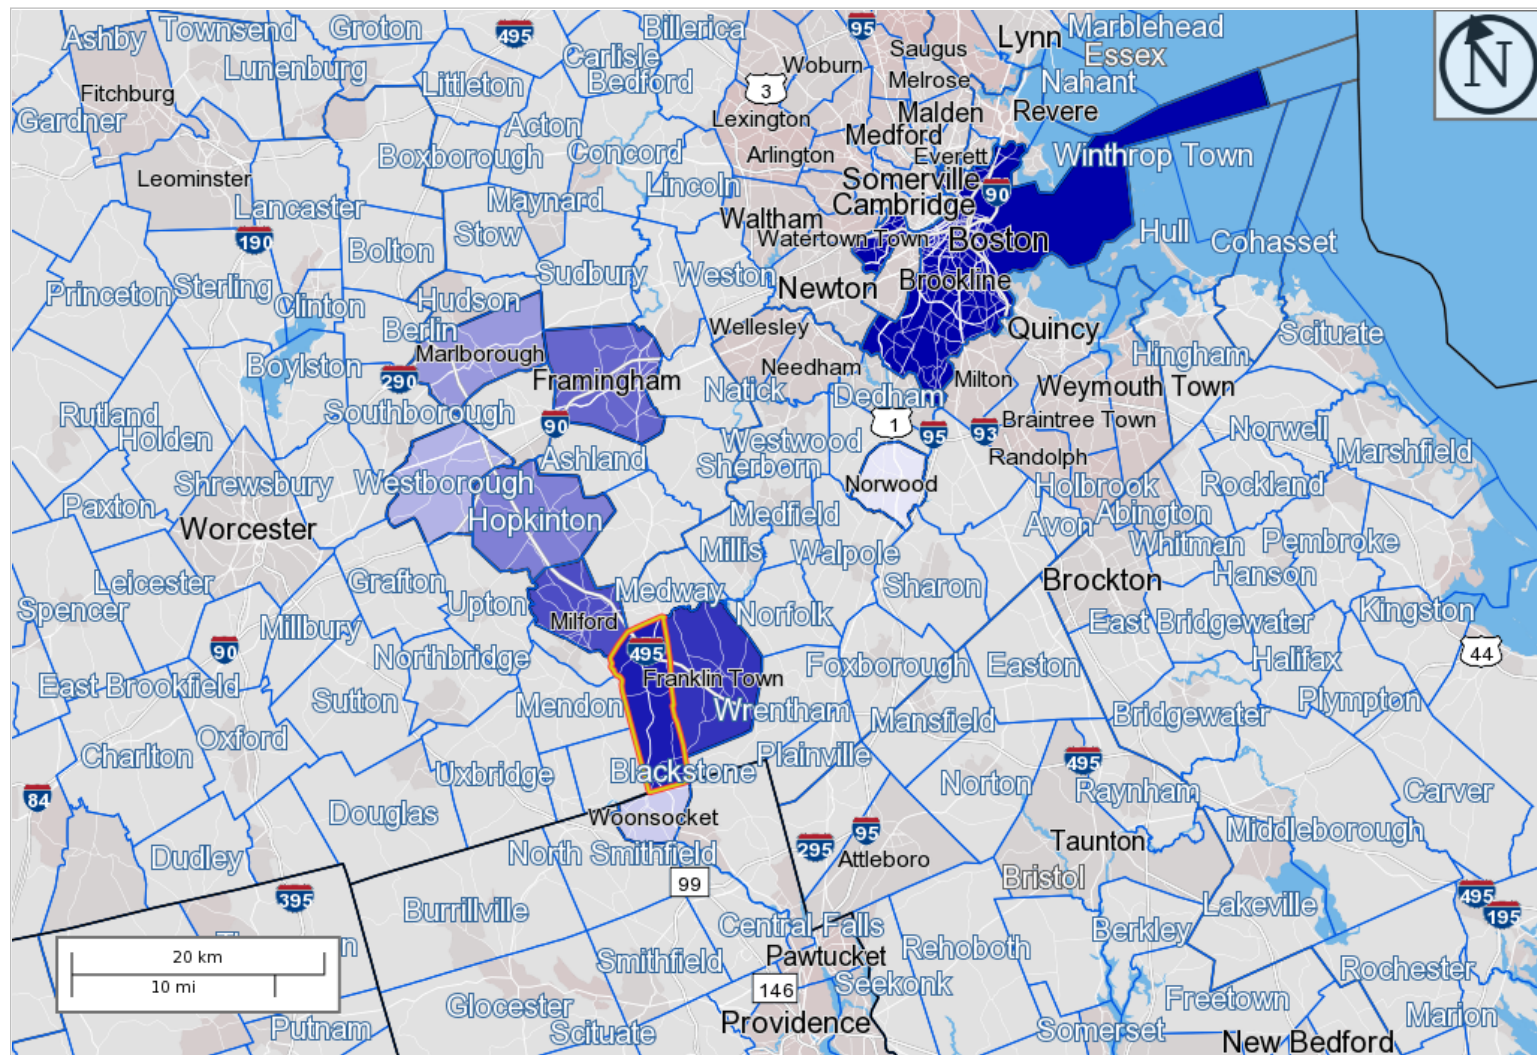 Ashby
Townsend
Groton
495
Billerica
95
Marblehead
Essex
Lynn
Saugus
Carlisle
Bedford
Woburn
Lunenburg
Littleton
Melrose
Nahant
N
Fitchburg
3
Gardner
Lexington
Malden
Revere
Acton
Medford
Boxborough
Concord
Arlington
Everett
Winthrop Town
Leominster
Lincoln
Somerville
90
Lancaster
Maynard
Cambridge
Waltham
190
Stow
Watertown Town
Boston
Hull
Cohasset
Bolton
Sudbury
Weston
Brookline
Princeton
Sterling
Clinton
Hudson
Newton
Berlin
Wellesley
Quincy
Scituate
Marlborough
Boylston
290
Framingham
Needham
Milton
Hingham
Natick
Dedham
Weymouth Town
Rutland
Southborough
90
1
95
93
Braintree Town
Holden
Westwood
Norwell
Marshfield
Ashland
Sherborn
Randolph
Shrewsbury
Westborough
Norwood
Holbrook
Rockland
Paxton
Hopkinton
Medfield
Avon
Abington
Worcester
Millis
Walpole
Whitman
Pembroke
Leicester
Grafton
Medway
Sharon
Brockton
Hanson
Spencer
Upton
Milford
Norfolk
East Bridgewater
Kingston
Millbury
90
Northbridge
495
Foxborough
Easton
Halifax
44
East Brookfield
Franklin Town
Sutton
Mendon
Wrentham
Mansfield
Bridgewater
Plympton
Oxford
Charlton
Uxbridge
Blackstone
Plainville
495
84
Norton
Raynham
Carver
Douglas
Woonsocket
295
95
Taunton
Middleborough
Dudley
North Smithfield
Attleboro
99
Bristol
395
Burrillville
Central Falls
Lakeville
495
195
Berkley
20 km
10 mi
Smithfield
Pawtucket
Rehoboth
Rochester
146
Seekonk
Glocester
Freetown
Marion
Putnam
Scituate
Providence
Somerset
New Bedford